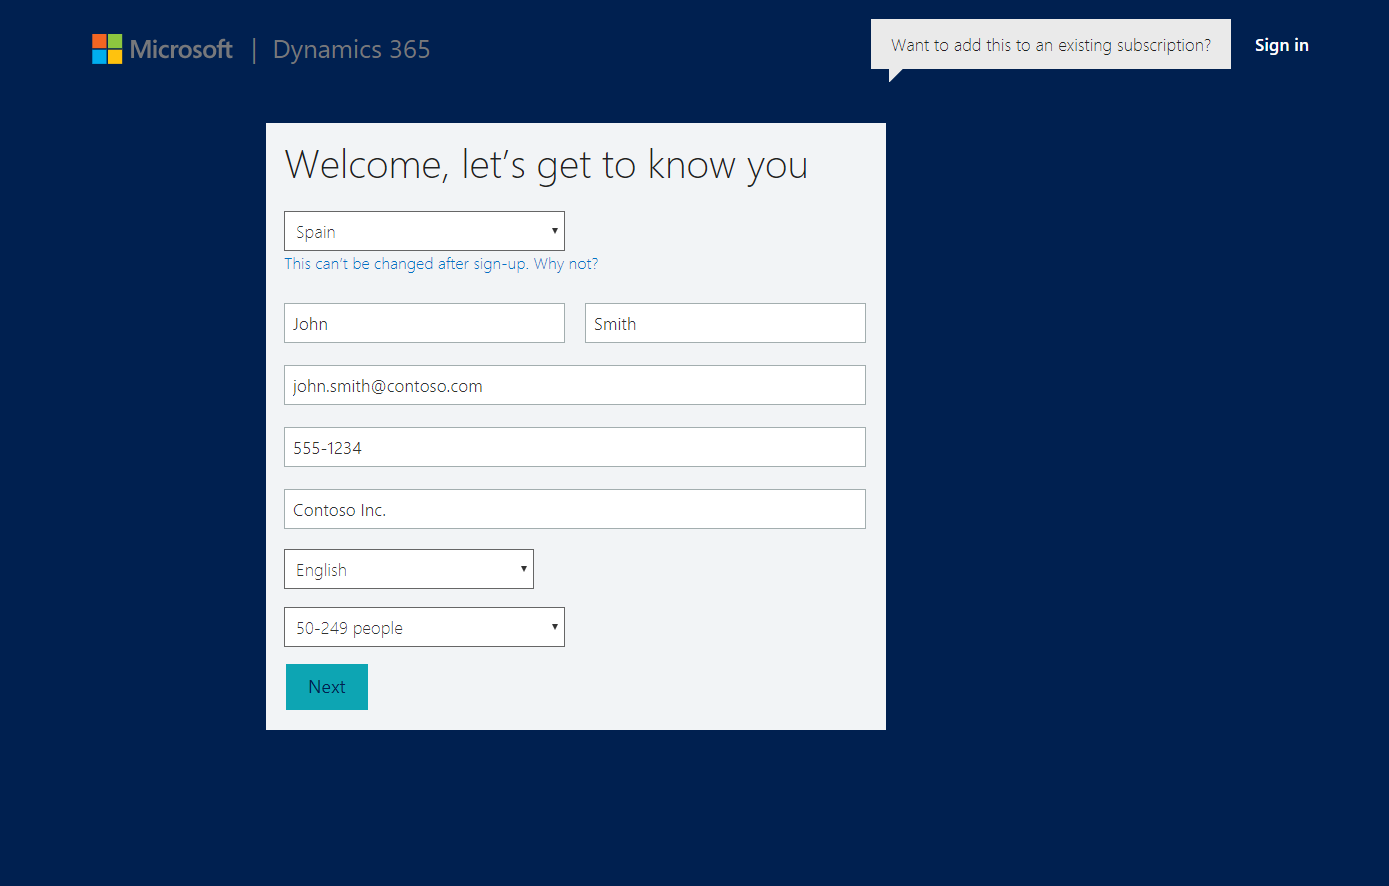 Microsoft | Dynamics 365
Want to add this to an existing subscription? Sign in
Welcome, let's get to know you
Spain
This can't be changed after sign-up. Why not?
John Smith
john.smith@contoso.com
555-1234
Contoso Inc.
English
50-249 people
Next